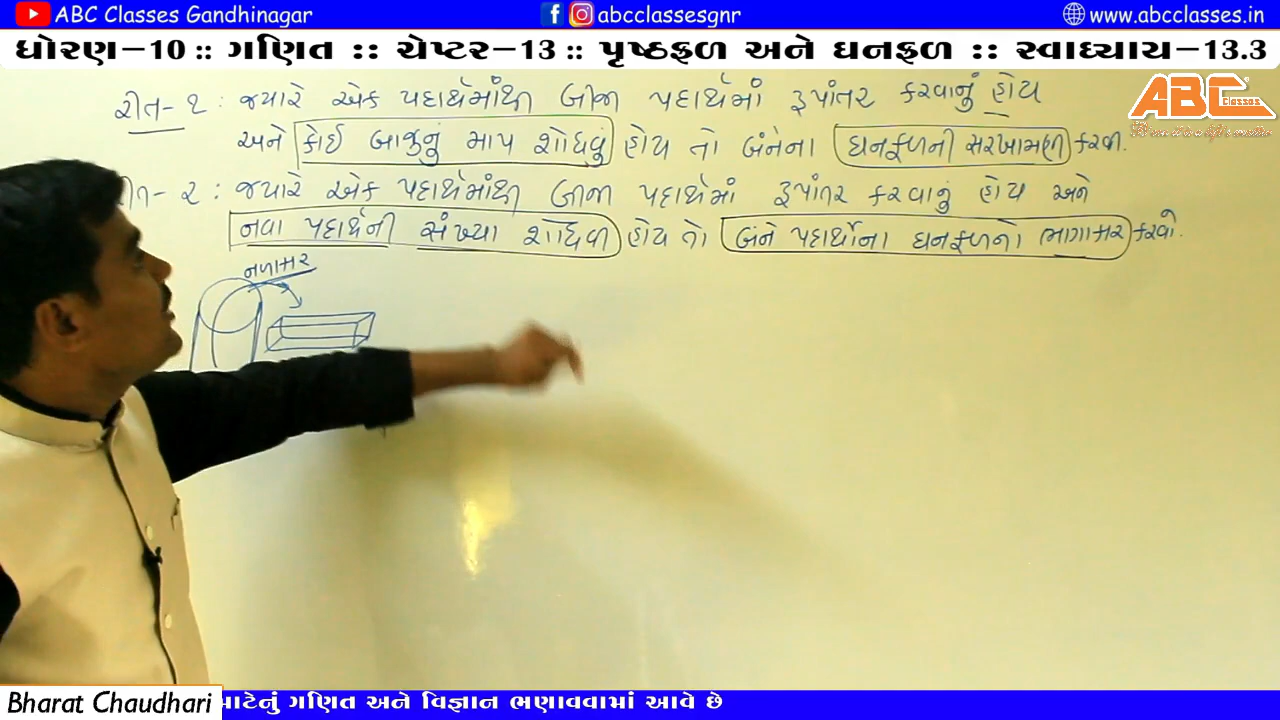 ABC Classes Gandhinagar
abcclassesgnr
www.abcclasses.in
ધોરણ-10 :: ગણિત :: ચેપ્ટર-13 :: પૃષ્ઠફળ અને ઘનફળ :: સ્વાધ્યાય-13.3
ABC Classes
રીત-૧ : જ્યારે એક પદાર્થમાંથી બીજા પદાર્થમાં રૂપાંતર કરવાનું હોય
અને કોઈ બાજુનું માપ શોધવું હોય તો બંનેના ઘનફળની સરખામણી કરવી.
ીત-૨ : જ્યારે એક પદાર્થમાંથી બીજા પદાર્થમાં રૂપાંતર કરવાનું હોય અને
નવા પદાર્થની સંખ્યા શોધવી હોય તો બંને પદાર્થોના ઘનફળનો ભાગાકાર કરવો.
નળાકાર
Bharat Chaudhari
પાટેનું ગણિત અને વિજ્ઞાન ભણાવવામાં આવે છે